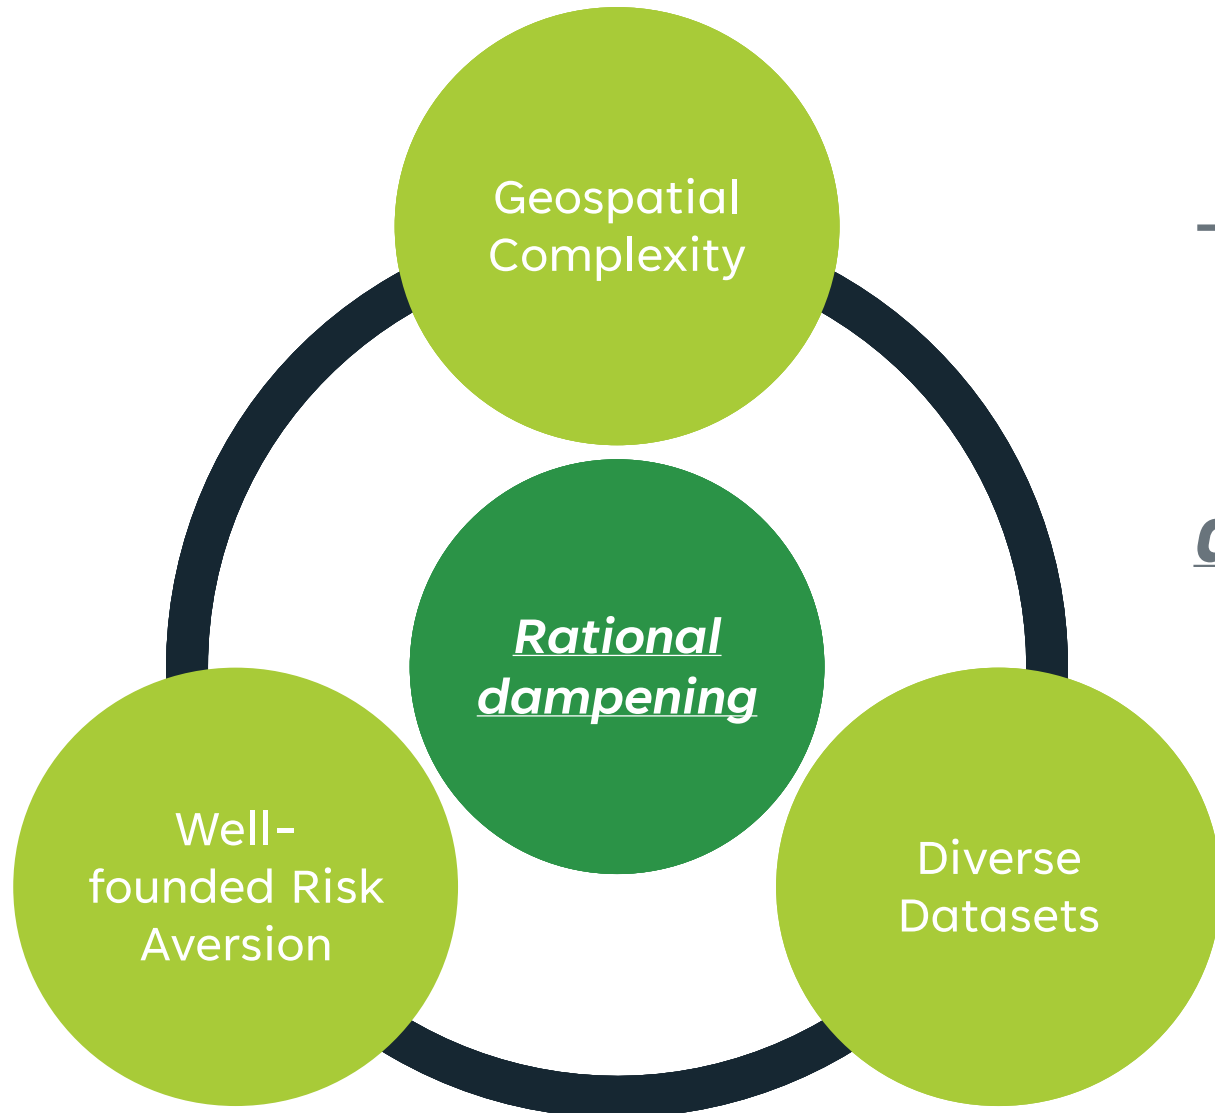 Geospatial
Complexity
Rational
dampening
Well-
founded Risk
Aversion
Diverse
Datasets